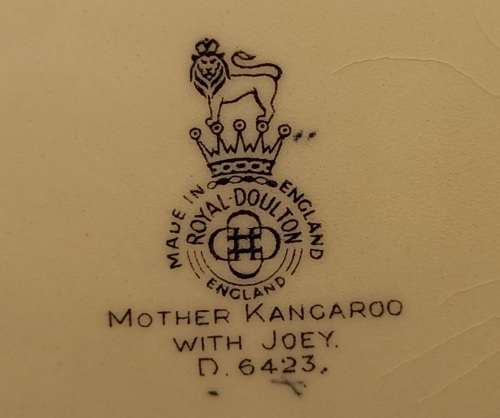 MADE IN ENGLAND
ROYAL-DOULTON
ENGLAND
MOTHER KANGAROO
WITH JOEY.
D. 6423.